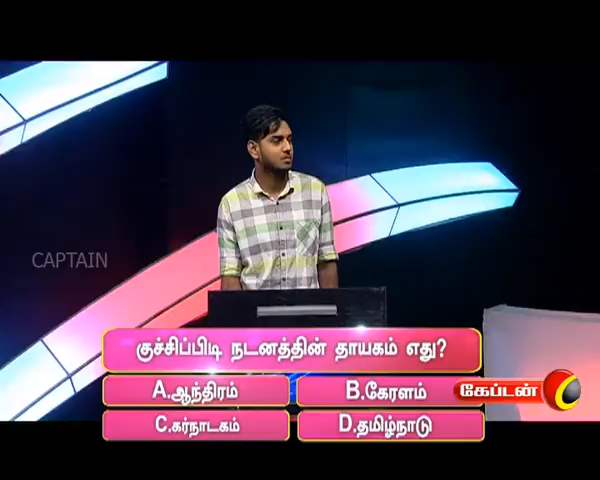 CAPTAIN
குச்சிப்பிடி நடனத்தின் தாயகம் எது?
A.ஆந்திரம்
B.கேரளம்
கேப்டன்
C.கர்நாடகம்
D.தமிழ்நாடு